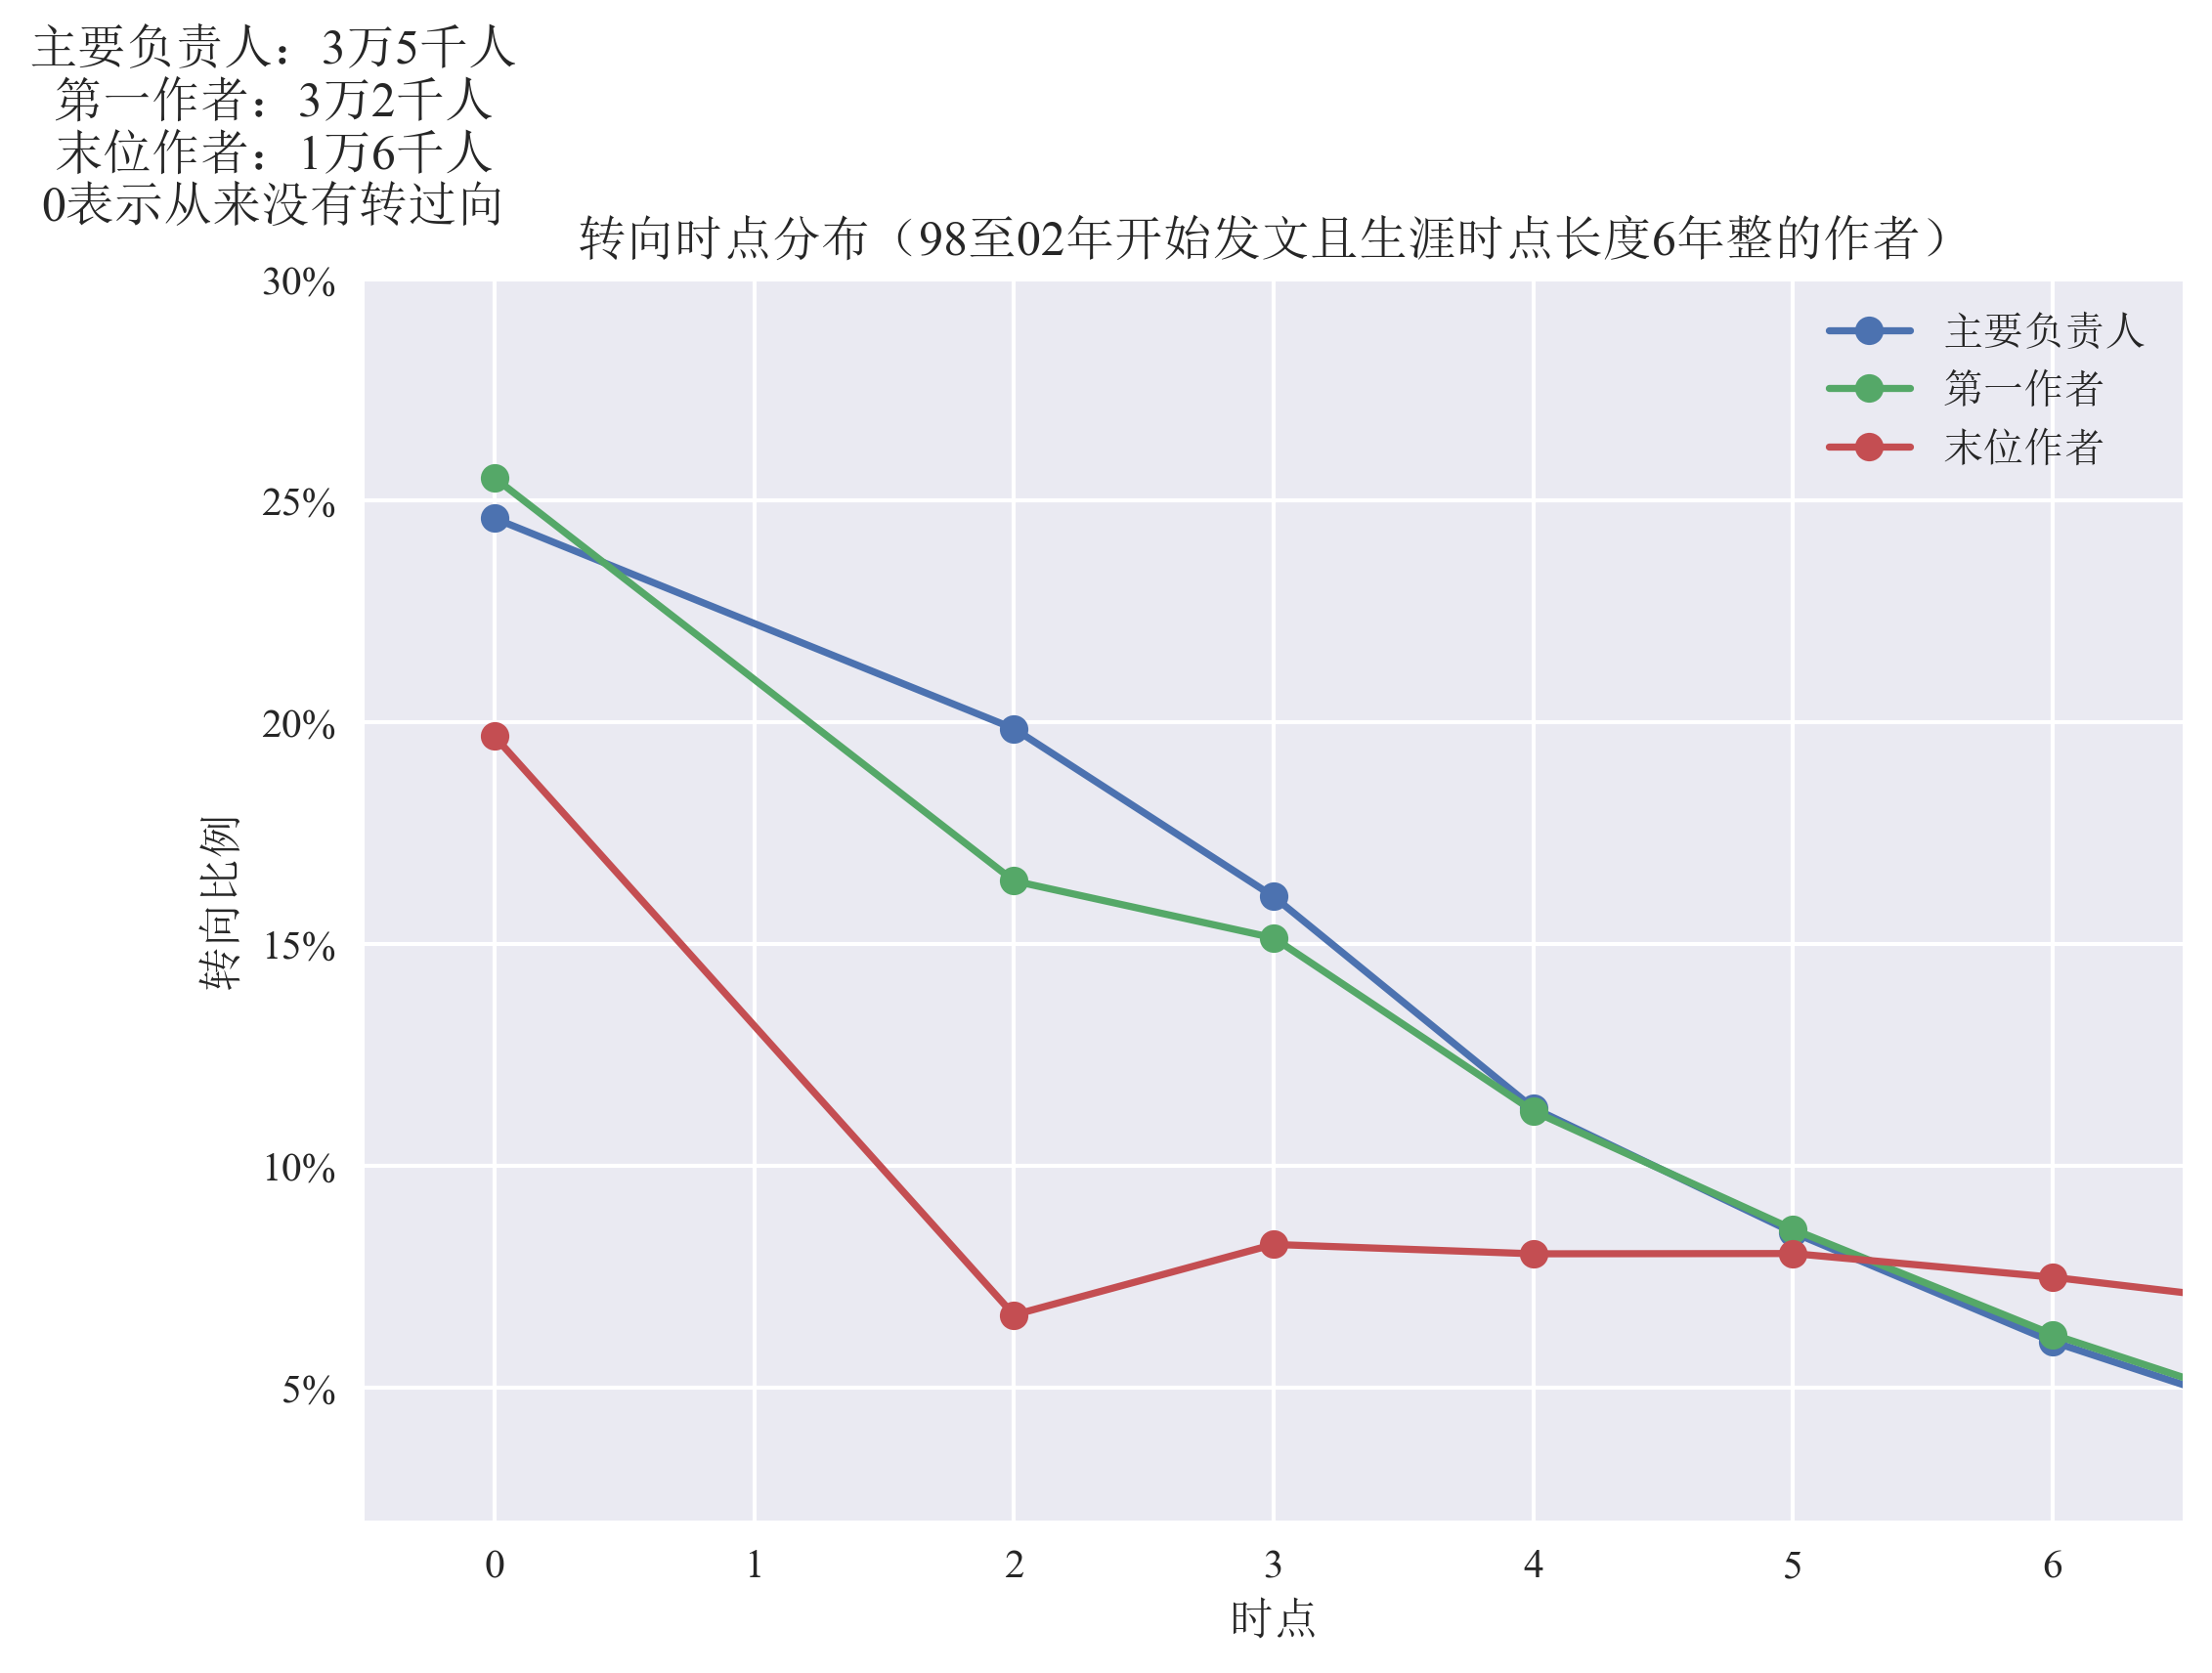 主要负责人：3万5千人
第一作者：3万2千人
末位作者：1万6千人
0表示从来没有转过向
转向时点分布（98至02年开始发文且生涯时点长度6年整的作者）
30%
25%
20%
15%
10%
5%
转向比例
主要负责人
第一作者
末位作者
0 1 2 3 4 5 6
时点